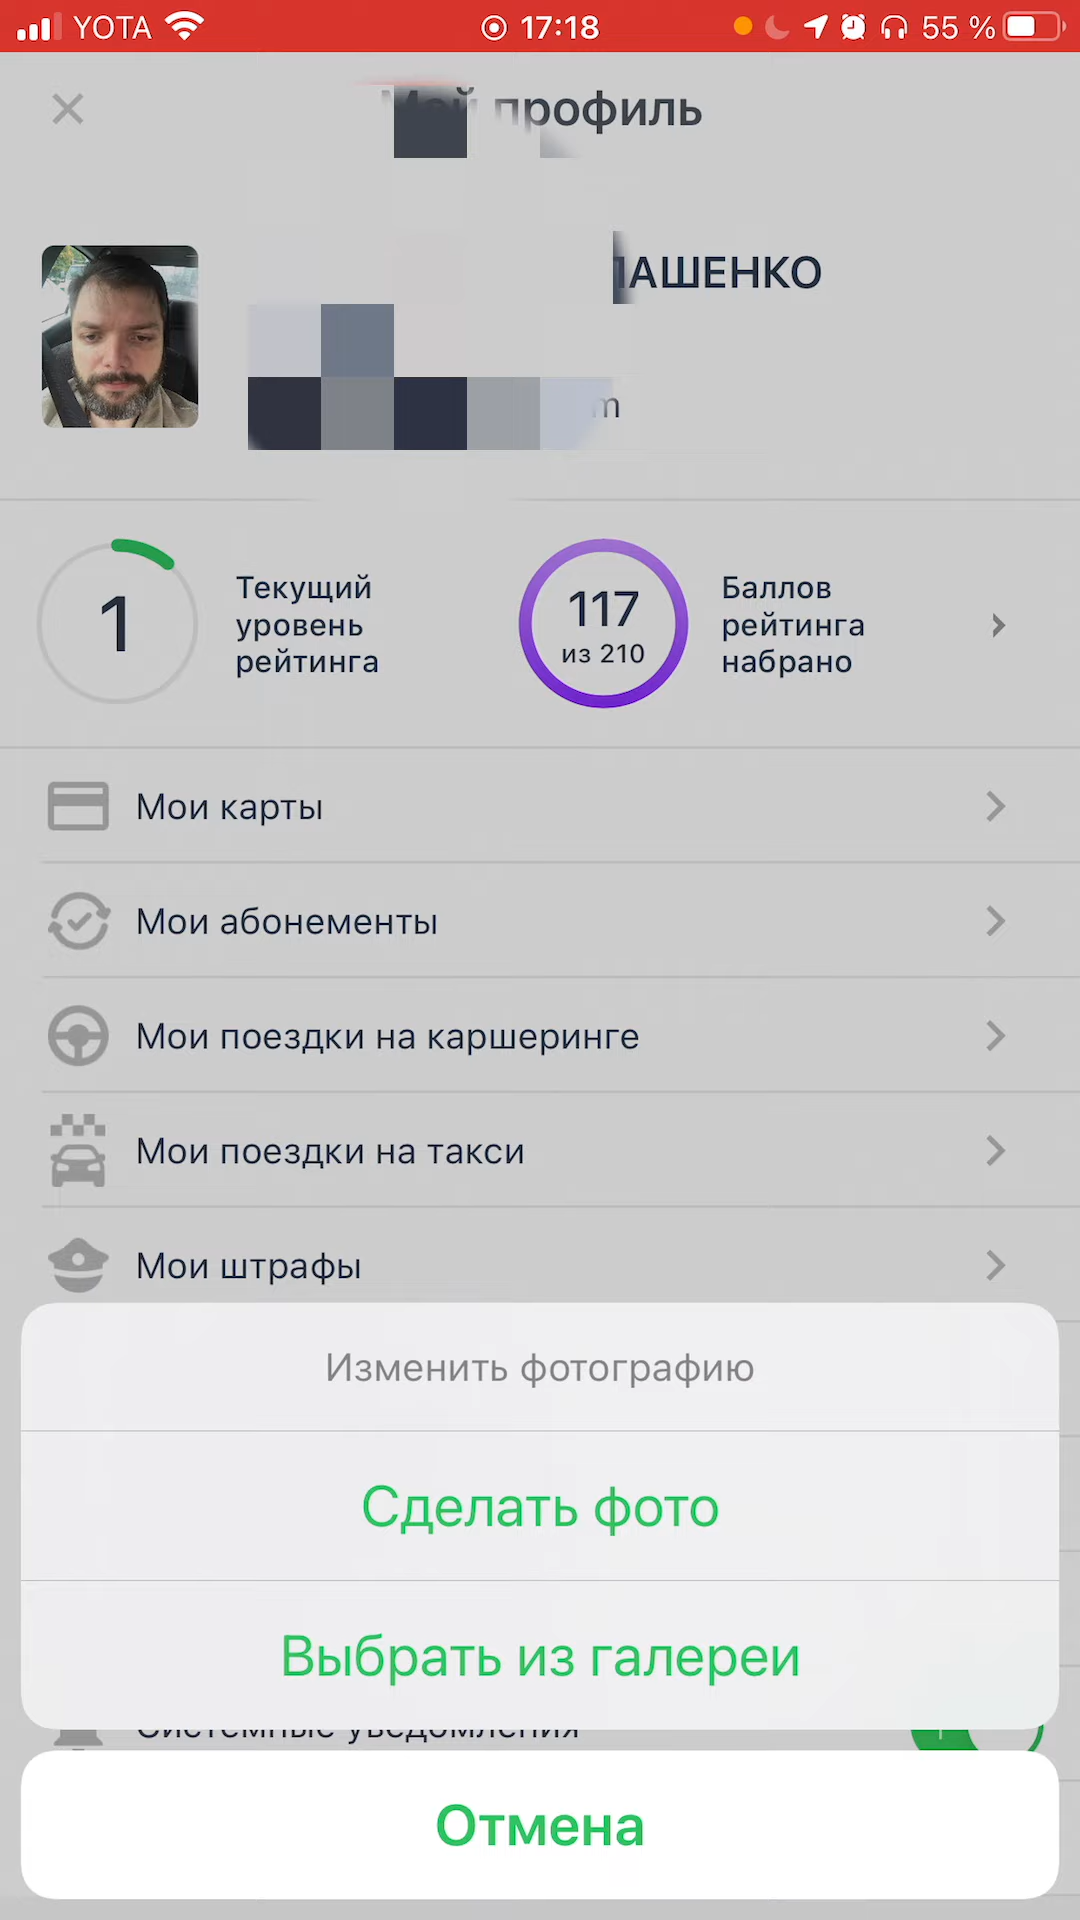 YOTA 17:18 55 %
профиль
АШЕНКО
m
1
Текущий
уровень
рейтинга
117
из 210
Баллов
рейтинга
набрано
Мои карты
Мои абонементы
Мои поездки на каршеринге
Мои поездки на такси
Мои штрафы
Изменить фотографию
Сделать фото
Выбрать из галереи
Системные уведомления
Отмена